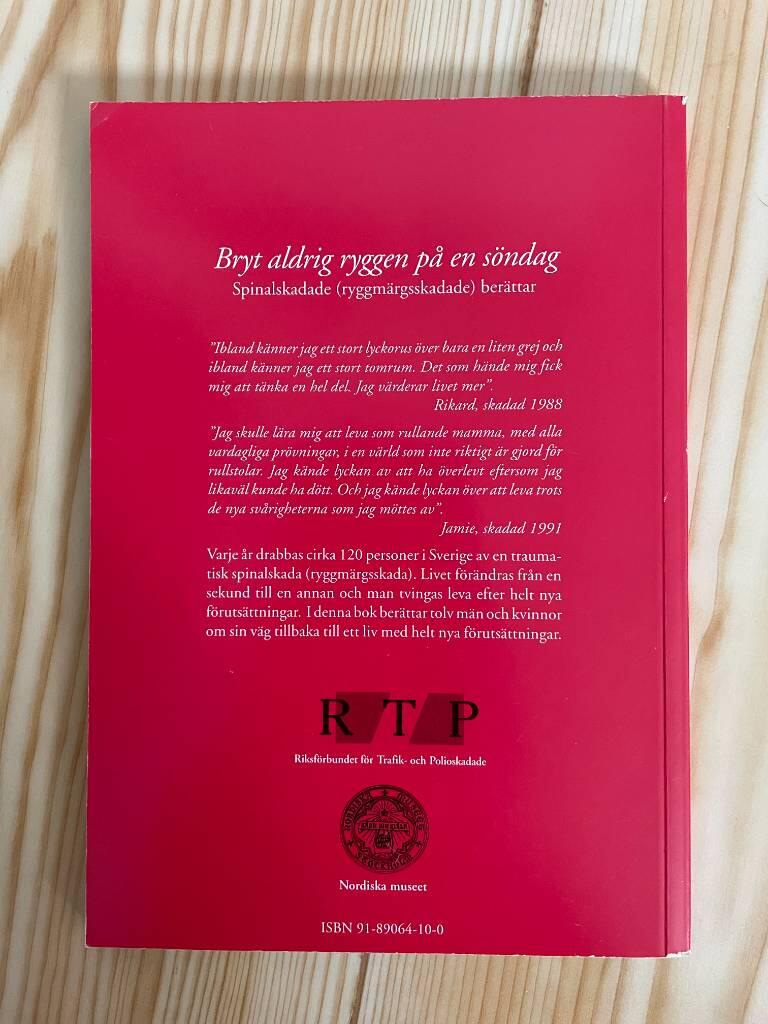 Bryt aldrig ryggen på en söndag
Spinalskadade (ryggmärgsskadade) berättar
”Ibland känner jag ett stort lyckorus över bara en liten grej och
ibland känner jag ett stort tomrum. Det som hände mig fick
mig att tänka en hel del. Jag värderar livet mer”.
Rikard, skadad 1988
”Jag skulle lära mig att leva som rullande mamma, med alla
vardagliga prövningar, i en värld som inte riktigt är gjord för
rullstolar. Jag kände lyckan av att ha överlevt eftersom jag
likaväl kunde ha dött. Och jag kände lyckan över att leva trots
de nya svårigheterna som jag möttes av”.
Jamie, skadad 1991
Varje år drabbas cirka 120 personer i Sverige av en trauma-
tisk spinalskada (ryggmärgsskada). Livet förändras från en
sekund till en annan och man tvingas leva efter helt nya
förutsättningar. I denna bok berättar tolv män och kvinnor
om sin väg tillbaka till ett liv med helt nya förutsättningar.
R T P
Riksförbundet för Trafik- och Polioskadade
NORDISKA MUSEET
STOCKHOLM
Nordiska museet
ISBN 91-89064-10-0